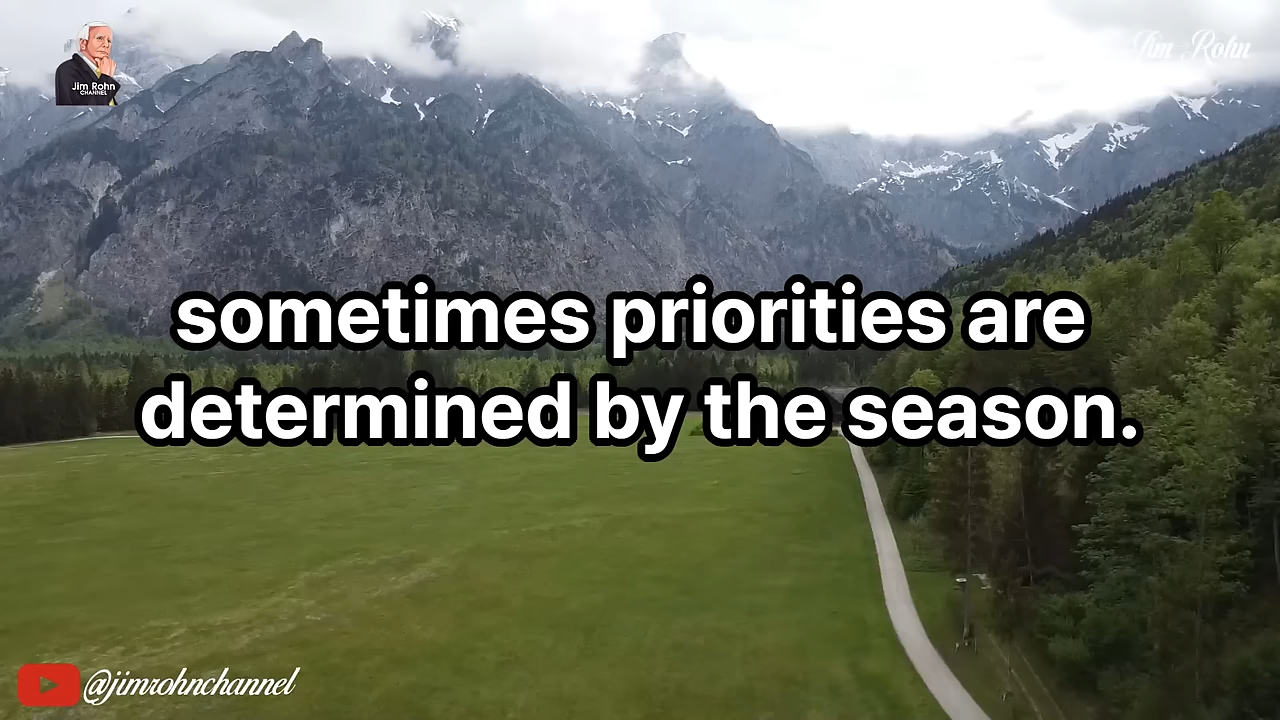 Jim Rohn
CHANNEL
Jim Rohn
sometimes priorities are
determined by the season.
@jimrohnchannel